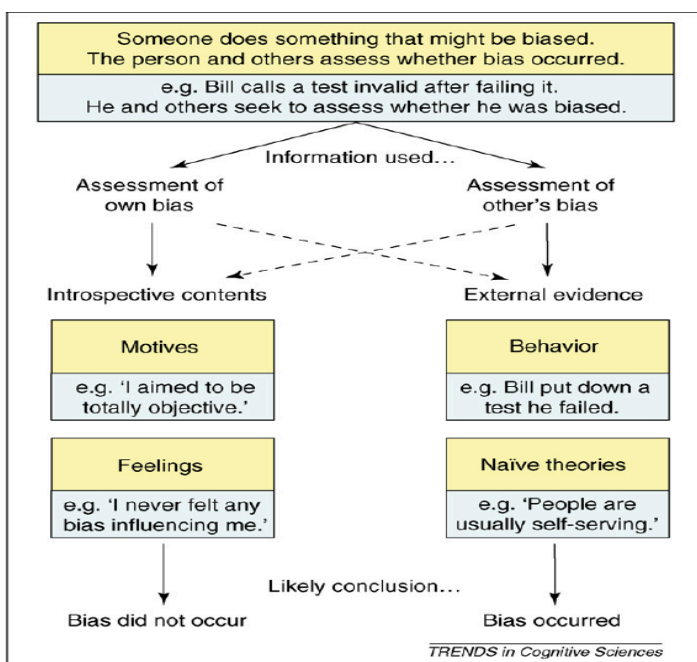 Someone does something that might be biased.
The person and others assess whether bias occurred.
e.g. Bill calls a test invalid after failing it.
He and others seek to assess whether he was biased.
Information used…
Assessment of
own bias
Assessment of
other's bias
Introspective contents
External evidence
Motives
e.g. 'I aimed to be
totally objective.'
Behavior
e.g. Bill put down a
test he failed.
Feelings
e.g. 'I never felt any
bias influencing me.'
Naïve theories
e.g. 'People are
usually self-serving.'
Likely conclusion…
Bias did not occur
Bias occurred
TRENDS in Cognitive Sciences